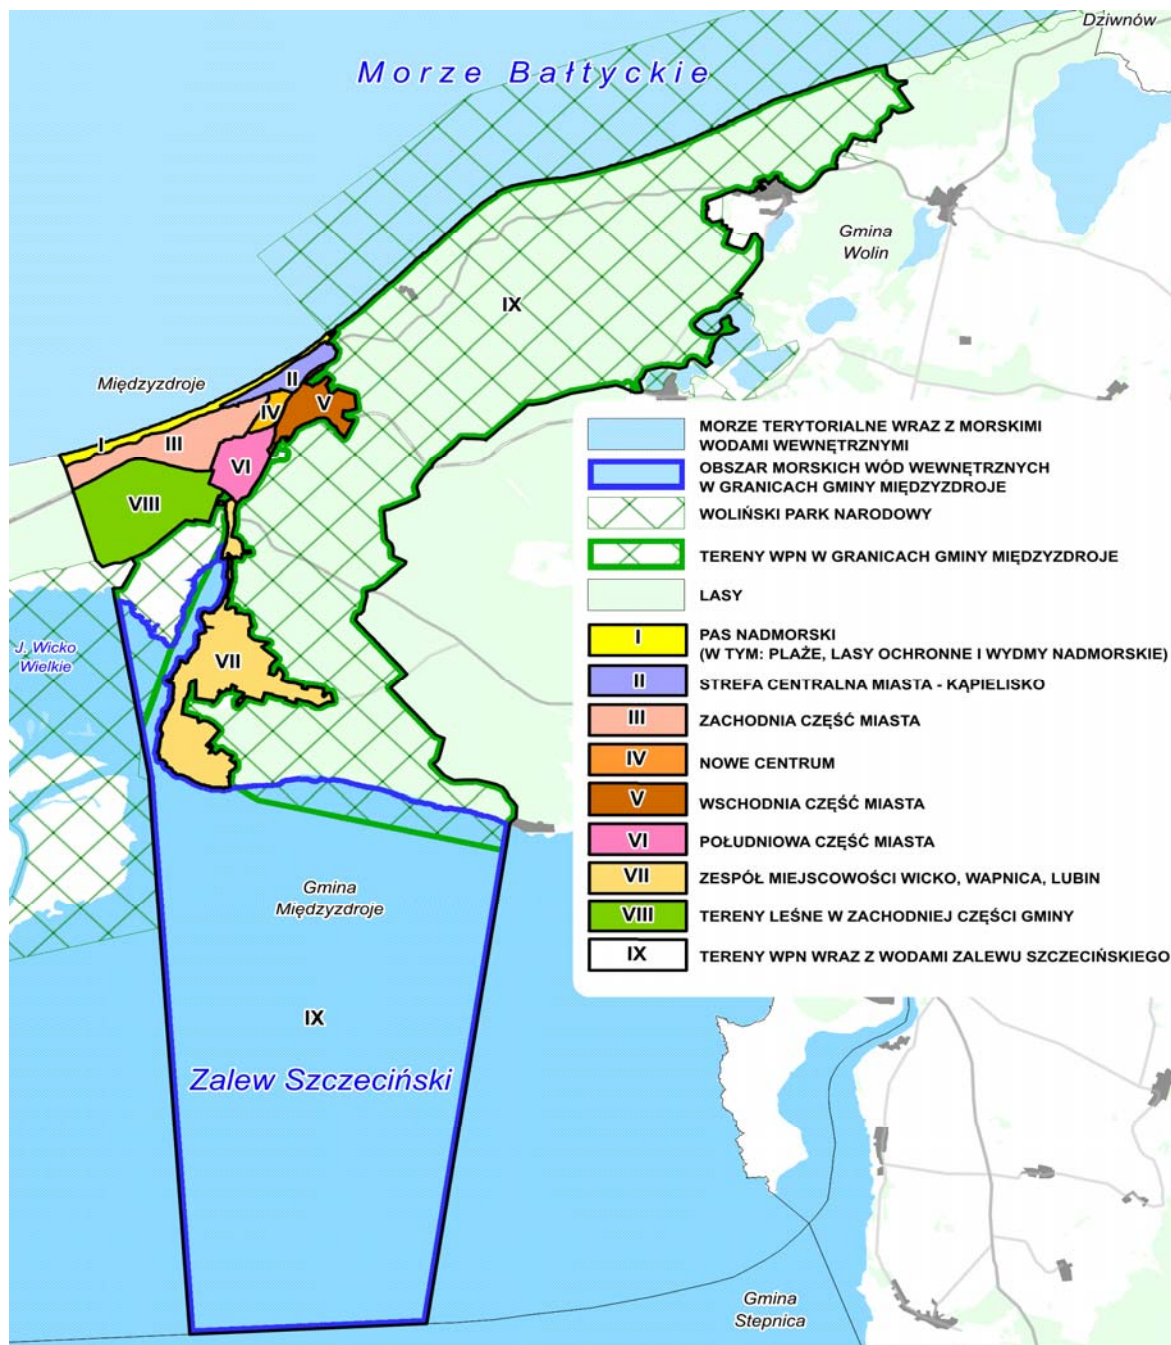 Dziwnów
Morze Bałtyckie
Gmina
Wolin
IX
Międzyzdroje
II
IV
V
I
III
VI
VIII
J. Wicko
Wielkie
VII
MORZE TERYTORIALNE WRAZ Z MORSKIMI
WODAMI WEWNĘTRZNYMI
OBSZAR MORSKICH WÓD WEWNĘTRZNYCH
W GRANICACH GMINY MIĘDZYZDROJE
WOLIŃSKI PARK NARODOWY
TERENY WPN W GRANICACH GMINY MIĘDZYZDROJE
LASY
I PAS NADMORSKI
(W TYM: PLAŻE, LASY OCHRONNE I WYDMY NADMORSKIE)
II STREFA CENTRALNA MIASTA - KĄPIELISKO
III ZACHODNIA CZĘŚĆ MIASTA
IV NOWE CENTRUM
V WSCHODNIA CZĘŚĆ MIASTA
VI POŁUDNIOWA CZĘŚĆ MIASTA
VII ZESPÓŁ MIEJSCOWOŚCI WICKO, WAPNICA, LUBIN
VIII TERENY LEŚNE W ZACHODNIEJ CZĘŚCI GMINY
IX TERENY WPN WRAZ Z WODAMI ZALEWU SZCZECIŃSKIEGO
Gmina
Międzyzdroje
IX
Zalew Szczeciński
Gmina
Stepnica